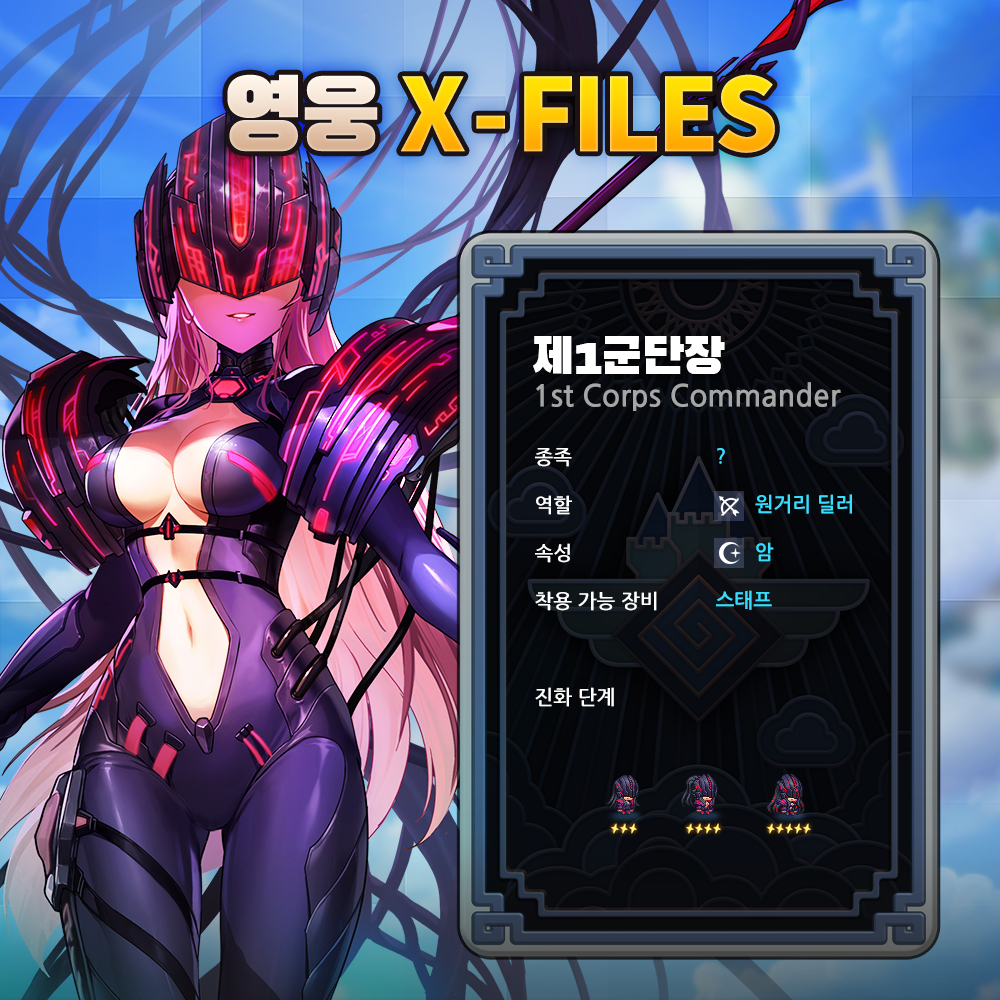 영웅 X-FILES
제1군단장
1st Corps Commander
종족 ?
역할 원거리 딜러
속성 암
착용 가능 장비 스태프
진화 단계